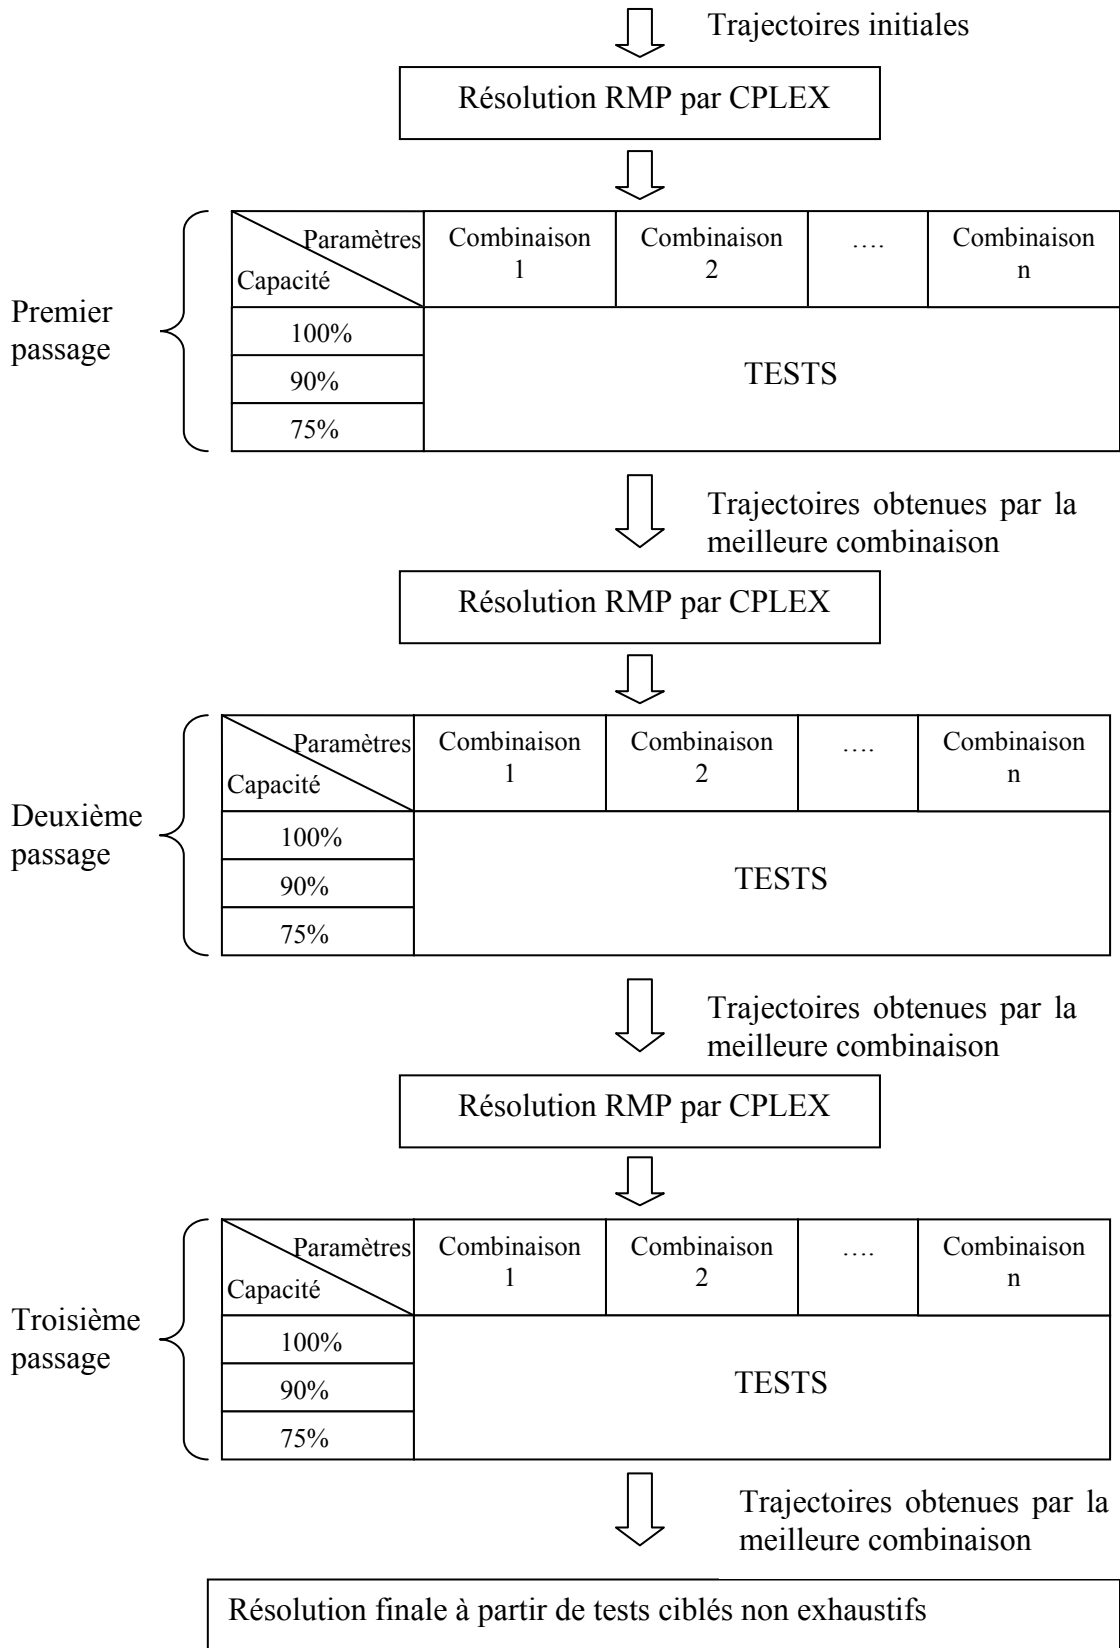 Trajectoires initiales
Résolution RMP par CPLEX
Paramètres
Capacité
Combinaison
1
Combinaison
2
….
Combinaison
n
Premier
passage
100%
90%
75%
TESTS
Trajectoires obtenues par la
meilleure combinaison
Résolution RMP par CPLEX
Paramètres
Capacité
Combinaison
1
Combinaison
2
….
Combinaison
n
Deuxième
passage
100%
90%
75%
TESTS
Trajectoires obtenues par la
meilleure combinaison
Résolution RMP par CPLEX
Paramètres
Capacité
Combinaison
1
Combinaison
2
….
Combinaison
n
Troisième
passage
100%
90%
75%
TESTS
Trajectoires obtenues par la
meilleure combinaison
Résolution finale à partir de tests ciblés non exhaustifs